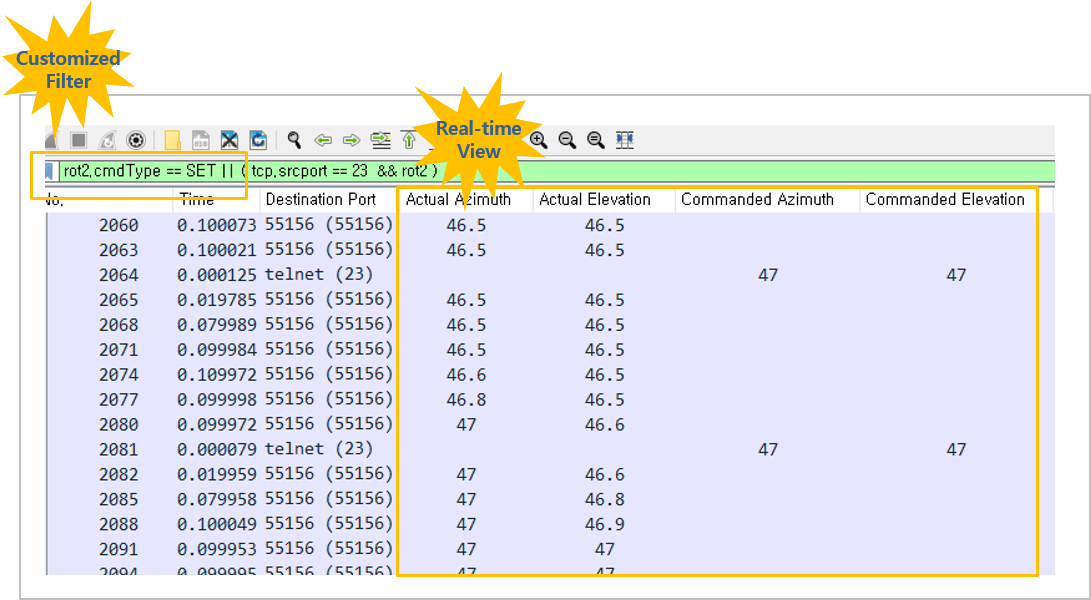 Customized
Filter
Real-time
View
rot2.cmdType == SET || ( tcp.srcport == 23 && rot2 )
No. Time Destination Port Actual Azimuth Actual Elevation Commanded Azimuth Commanded Elevation
2060 0.100073 55156 (55156) 46.5 46.5
2063 0.100021 55156 (55156) 46.5 46.5
2064 0.000125 telnet (23) 47 47
2065 0.019785 55156 (55156) 46.5 46.5
2068 0.079989 55156 (55156) 46.5 46.5
2071 0.099984 55156 (55156) 46.5 46.5
2074 0.109972 55156 (55156) 46.6 46.5
2077 0.099998 55156 (55156) 46.8 46.5
2080 0.099972 55156 (55156) 47 46.6
2081 0.000079 telnet (23) 47 47
2082 0.019959 55156 (55156) 47 46.6
2085 0.079958 55156 (55156) 47 46.8
2088 0.100049 55156 (55156) 47 46.9
2091 0.099953 55156 (55156) 47 47
2094 0.099995 55156 (55156) 47 47